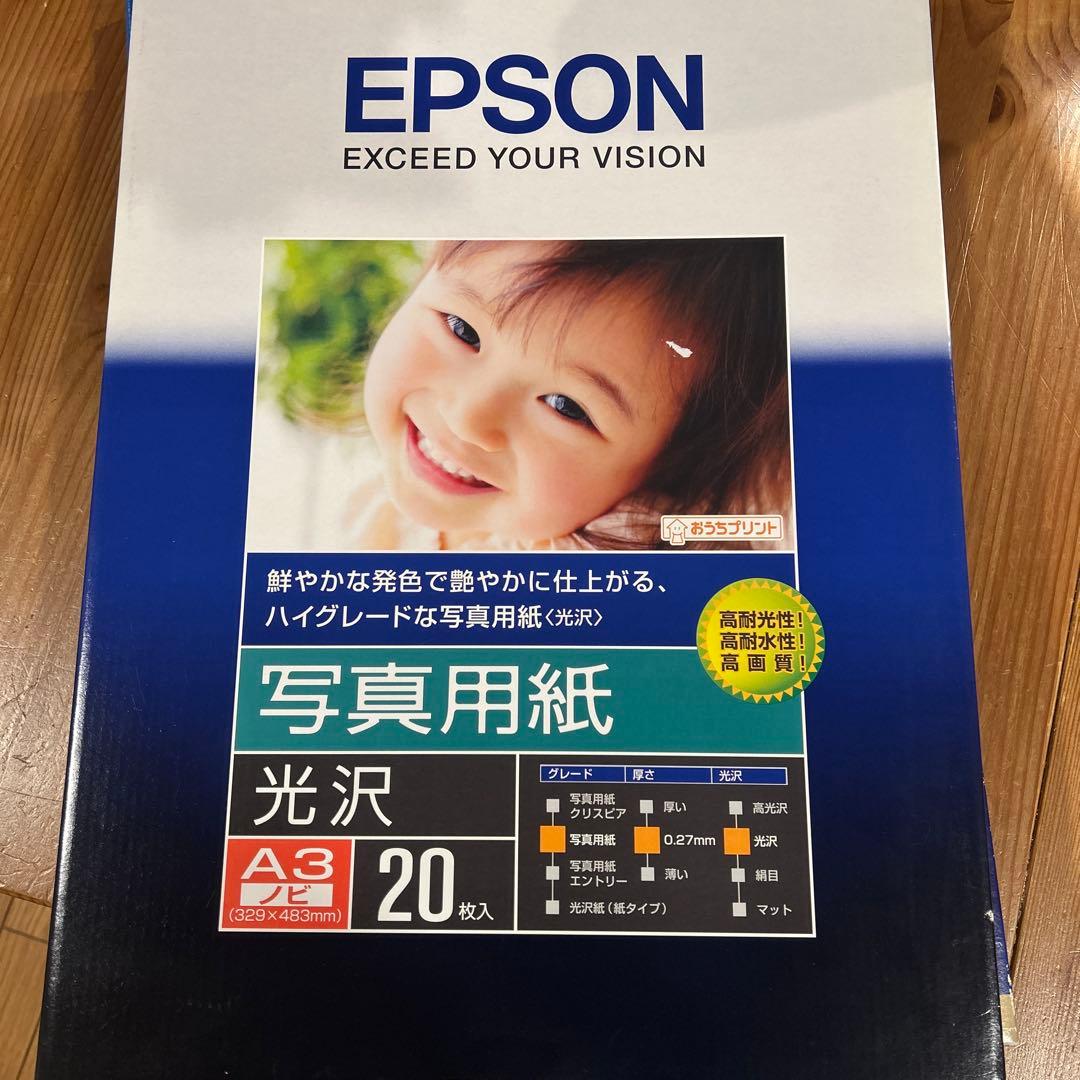 EPSON
EXCEED YOUR VISION
おうちプリント
鮮やかな発色で艶やかに仕上がる、
ハイグレードな写真用紙〈光沢〉
高耐光性!
高耐水性!
高画質!
写真用紙
光沢
A3
ノビ
(329×483mm)
20枚入
グレード 厚さ 光沢
写真用紙
クリスピア 厚い 高光沢
写真用紙 0.27mm 光沢
写真用紙
エントリー 薄い 絹目
光沢紙(紙タイプ) マット